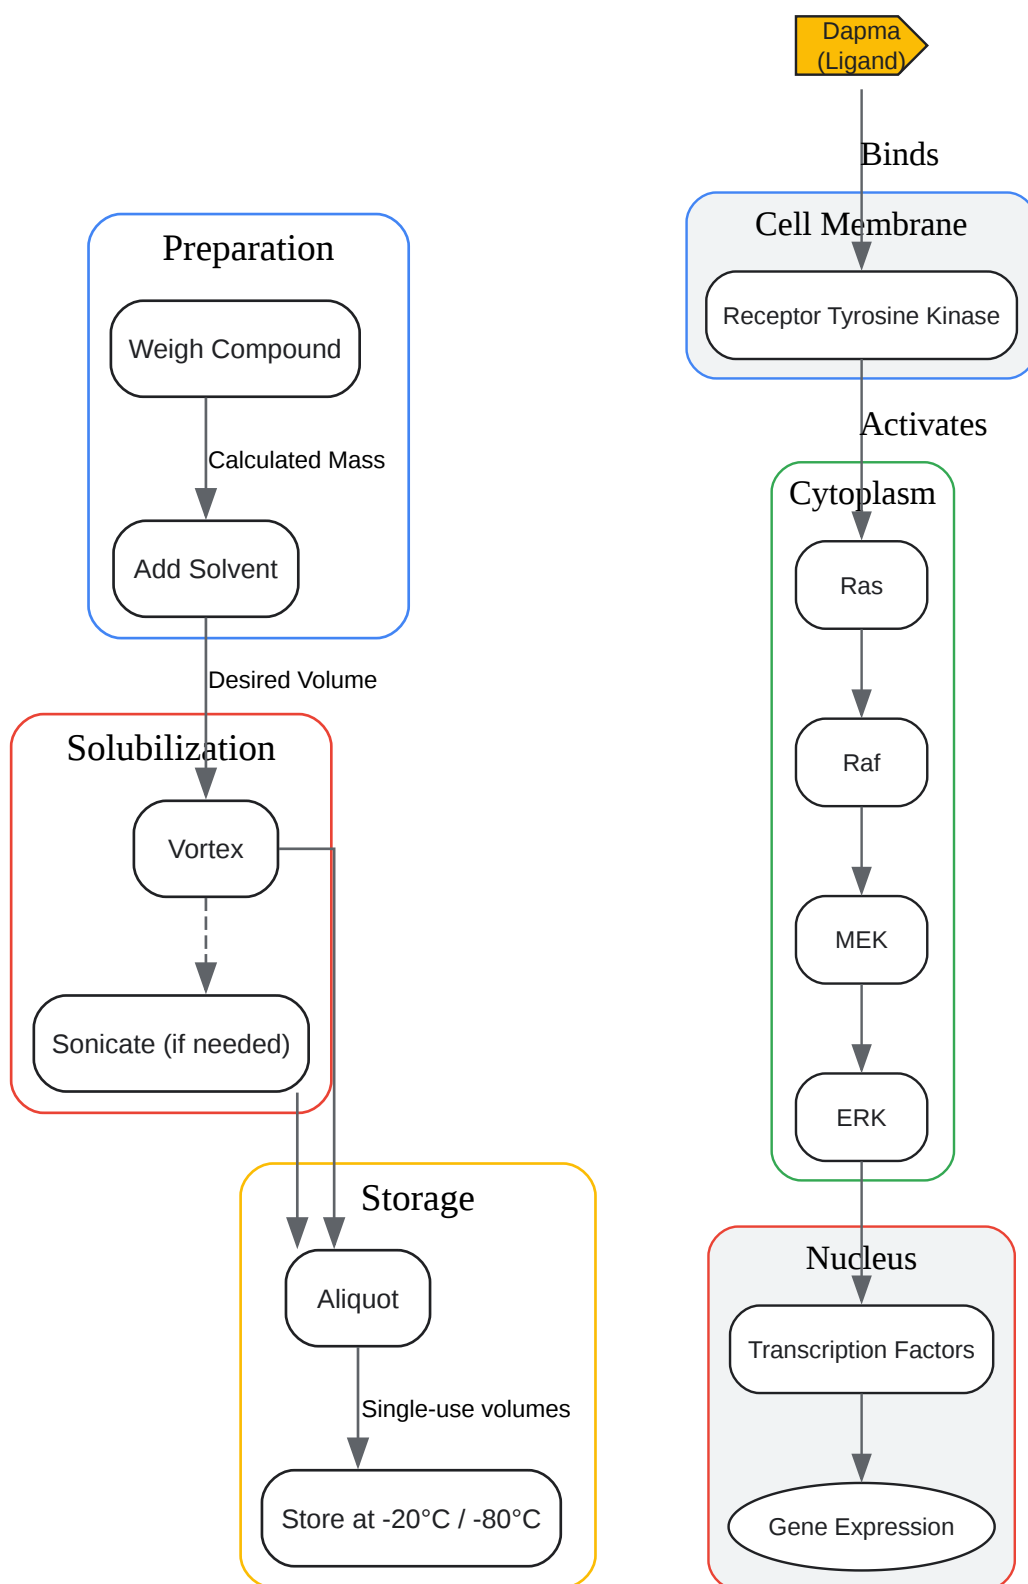 Preparation
Weigh Compound
Calculated Mass
Add Solvent
Desired Volume
Solubilization
Vortex
Sonicate (if needed)
Storage
Aliquot
Single-use volumes
Store at -20°C / -80°C
Dapma
(Ligand)
Binds
Cell Membrane
Receptor Tyrosine Kinase
Activates
Cytoplasm
Ras
Raf
MEK
ERK
Nucleus
Transcription Factors
Gene Expression